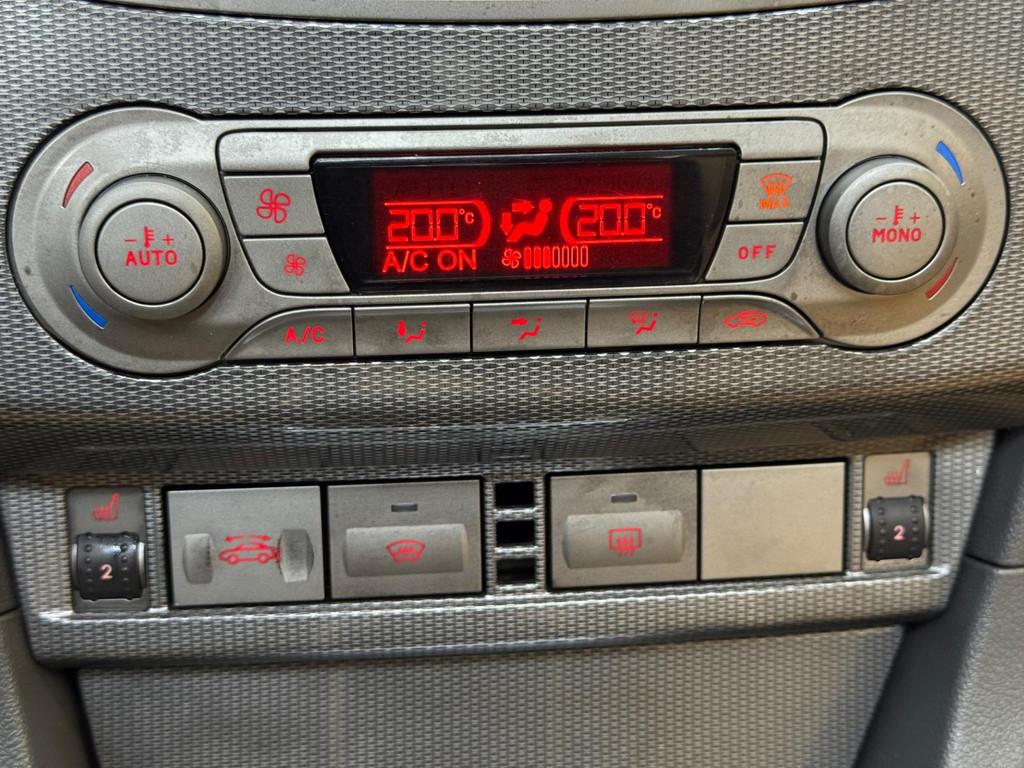 MAX
20.0°C 20.0°C
A/C ON
- +
AUTO
- +
MONO
OFF
A/C
2
2